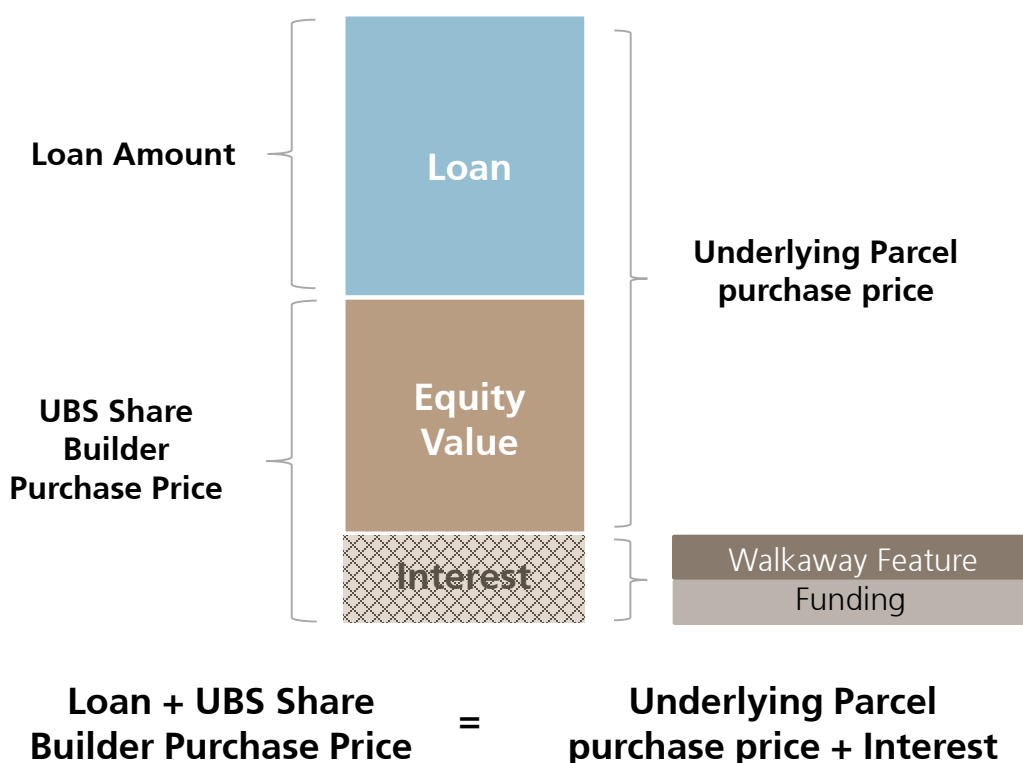 Loan Amount
Loan
Underlying Parcel
purchase price
UBS Share
Builder
Purchase Price
Equity
Value
Interest
Walkaway Feature
Funding
Loan + UBS Share
Builder Purchase Price
=
Underlying Parcel
purchase price + Interest